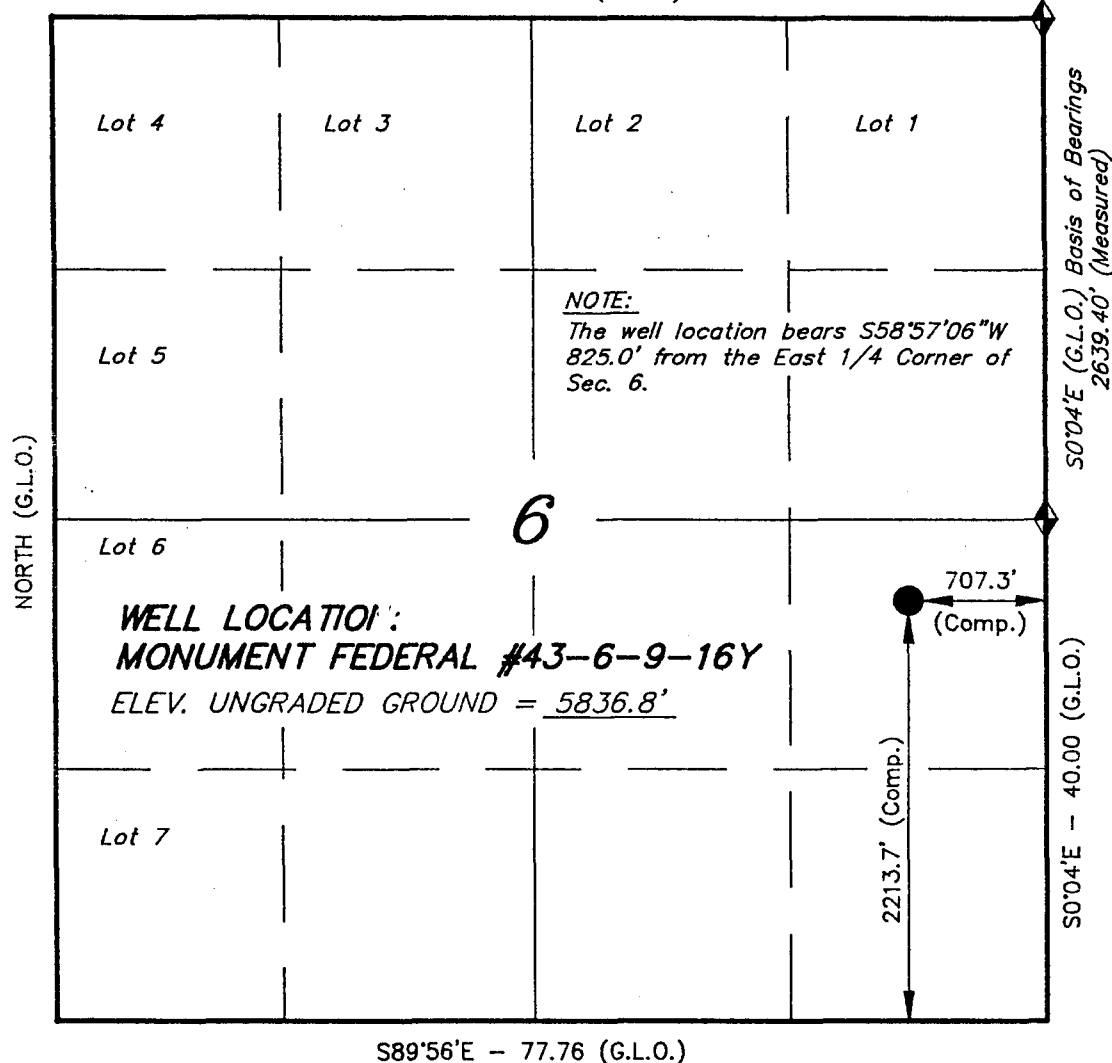 Lot 4
Lot 3
Lot 2
Lot 1
S0°04'E (G.L.O.) Basis of Bearings
2639.40' (Measured)
NOTE:
The well location bears S58°57'06"W
825.0' from the East 1/4 Corner of
Sec. 6.
Lot 5
NORTH (G.L.O.)
6
Lot 6
707.3'
(Comp.)
WELL LOCATION:
MONUMENT FEDERAL #43-6-9-16Y
ELEV. UNGRADED GROUND = 5836.8'
2213.7' (Comp.)
S0°04'E - 40.00 (G.L.O.)
Lot 7
S89°56'E - 77.76 (G.L.O.)